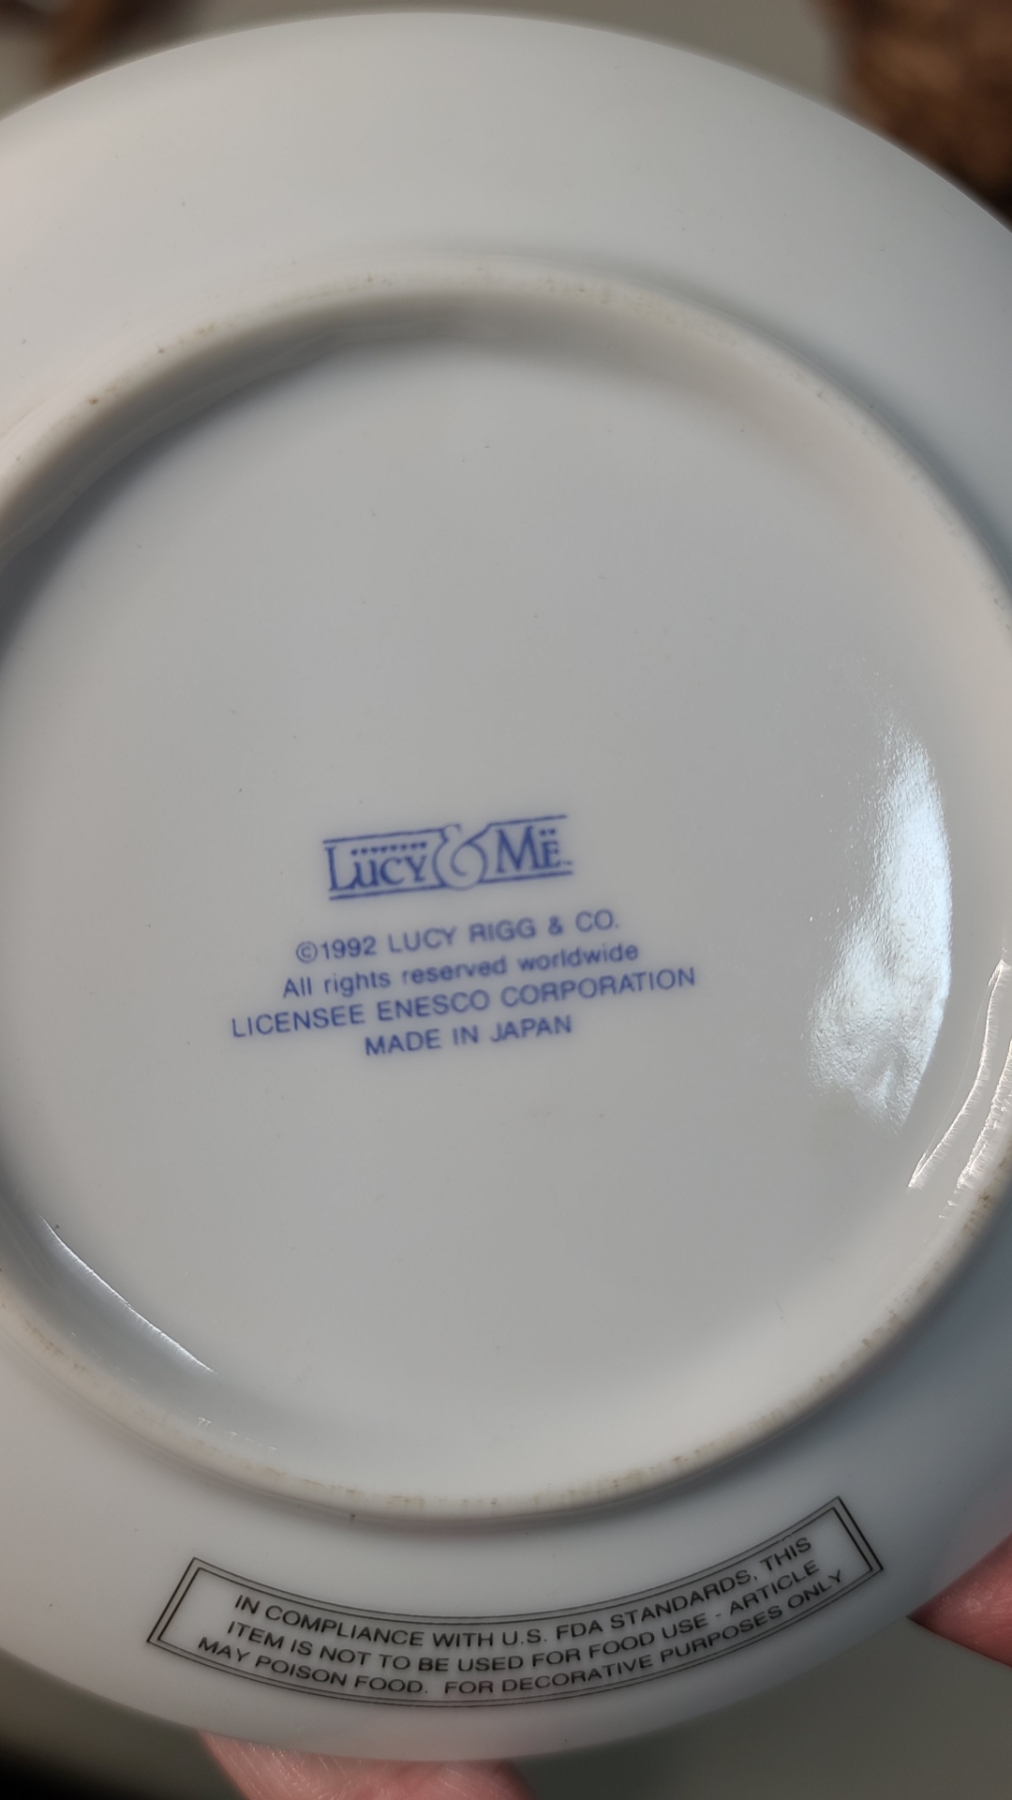 LUCY & ME™
©1992 LUCY RIGG & CO.
All rights reserved worldwide
LICENSEE ENESCO CORPORATION
MADE IN JAPAN
IN COMPLIANCE WITH U.S. FDA STANDARDS, THIS
ITEM IS NOT TO BE USED FOR FOOD USE - ARTICLE
MAY POISON FOOD. FOR DECORATIVE PURPOSES ONLY